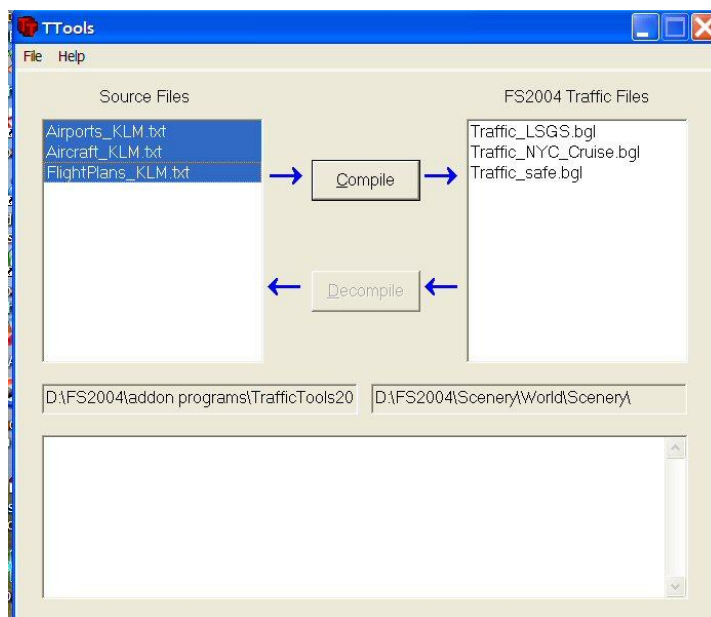 TTools
File Help
Source Files
FS2004 Traffic Files
Airports_KLM.txt
Aircraft_KLM.txt
FlightPlans_KLM.txt
Compile
Traffic_LSGS.bgl
Traffic_NYC_Cruise.bgl
Traffic_safe.bgl
Decompile
D:\FS2004\addon programs\TrafficTools20
D:\FS2004\Scenery\World\Scenery\